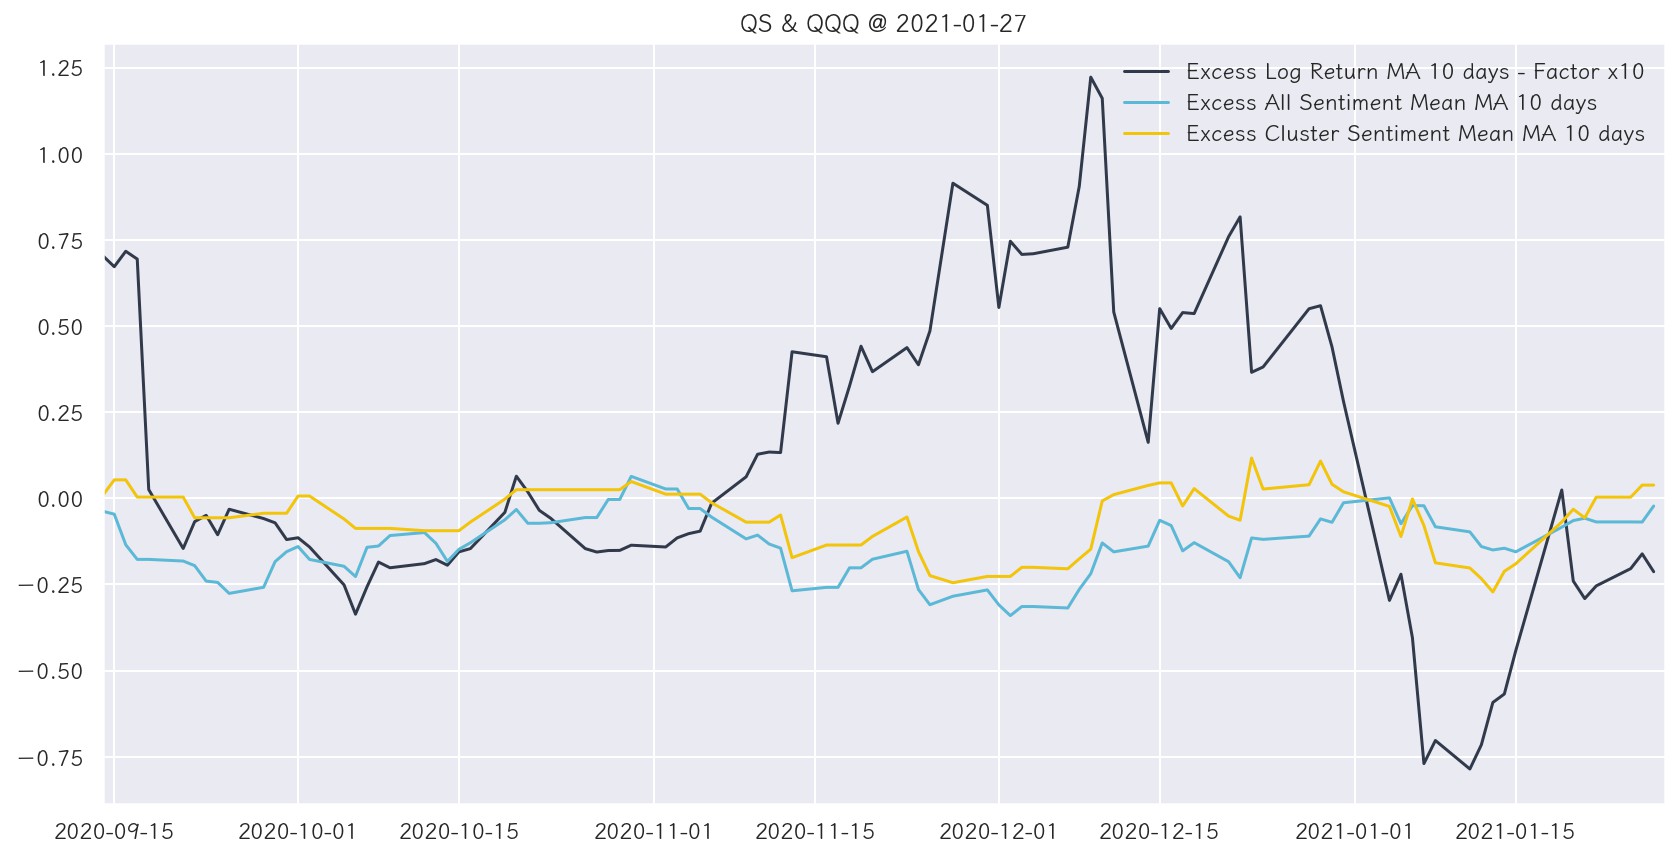 QS & QQQ @ 2021-01-27
Excess Log Return MA 10 days - Factor x10
Excess All Sentiment Mean MA 10 days
Excess Cluster Sentiment Mean MA 10 days
1.25
1.00
0.75
0.50
0.25
0.00
−0.25
−0.50
−0.75
2020-09-15 2020-10-01 2020-10-15 2020-11-01 2020-11-15 2020-12-01 2020-12-15 2021-01-01 2021-01-15